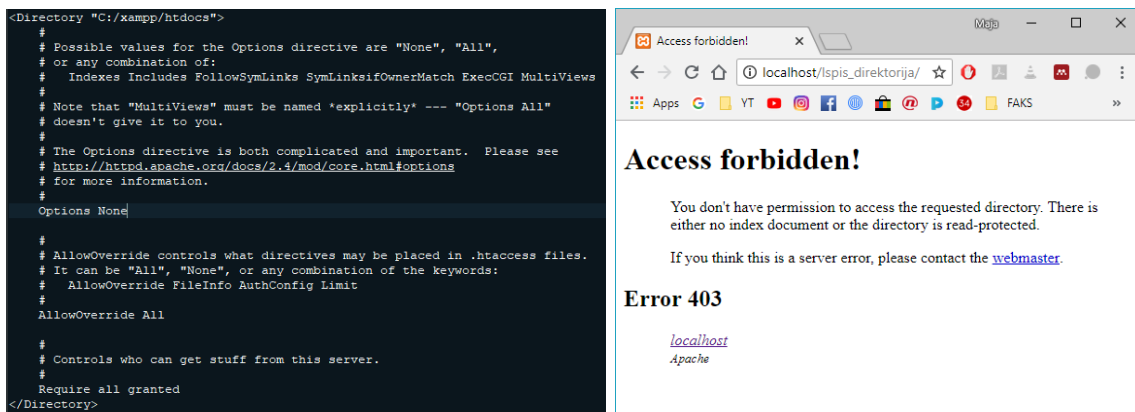 <Directory "C:/xampp/htdocs">
#
# Possible values for the Options directive are "None", "All",
# or any combination of:
#   Indexes Includes FollowSymLinks SymLinksifOwnerMatch ExecCGI MultiViews
#
# Note that "MultiViews" must be named *explicitly* --- "Options All"
# doesn't give it to you.
#
# The Options directive is both complicated and important.  Please see
# http://httpd.apache.org/docs/2.4/mod/core.html#options
# for more information.
#
Options None
#
# AllowOverride controls what directives may be placed in .htaccess files.
# It can be "All", "None", or any combination of the keywords:
#   AllowOverride FileInfo AuthConfig Limit
#
AllowOverride All
#
# Controls who can get stuff from this server.
#
Require all granted
</Directory>
Maja
Access forbidden!
localhost/Ispis_direktorija/
Apps G YT 34 FAKS »
Access forbidden!
You don't have permission to access the requested directory. There is
either no index document or the directory is read-protected.
If you think this is a server error, please contact the webmaster.
Error 403
localhost
Apache